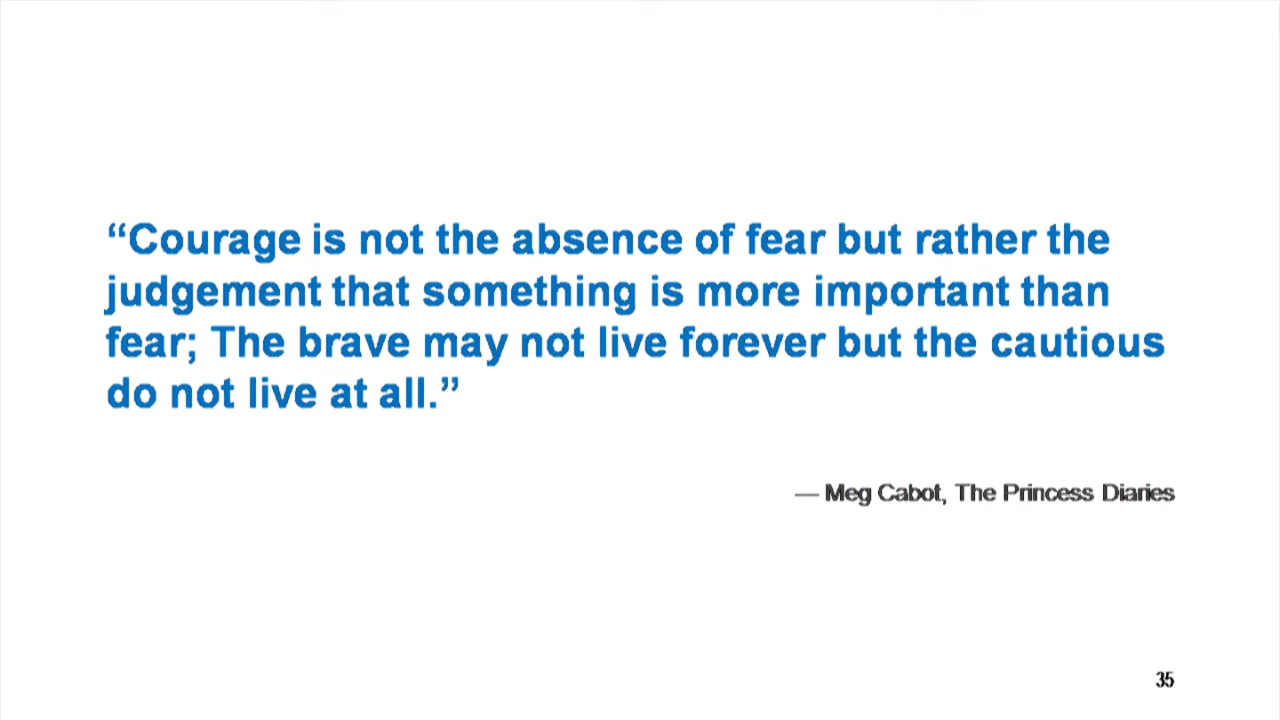 “Courage is not the absence of fear but rather the
judgement that something is more important than
fear; The brave may not live forever but the cautious
do not live at all.”
— Meg Cabot, The Princess Diaries
35